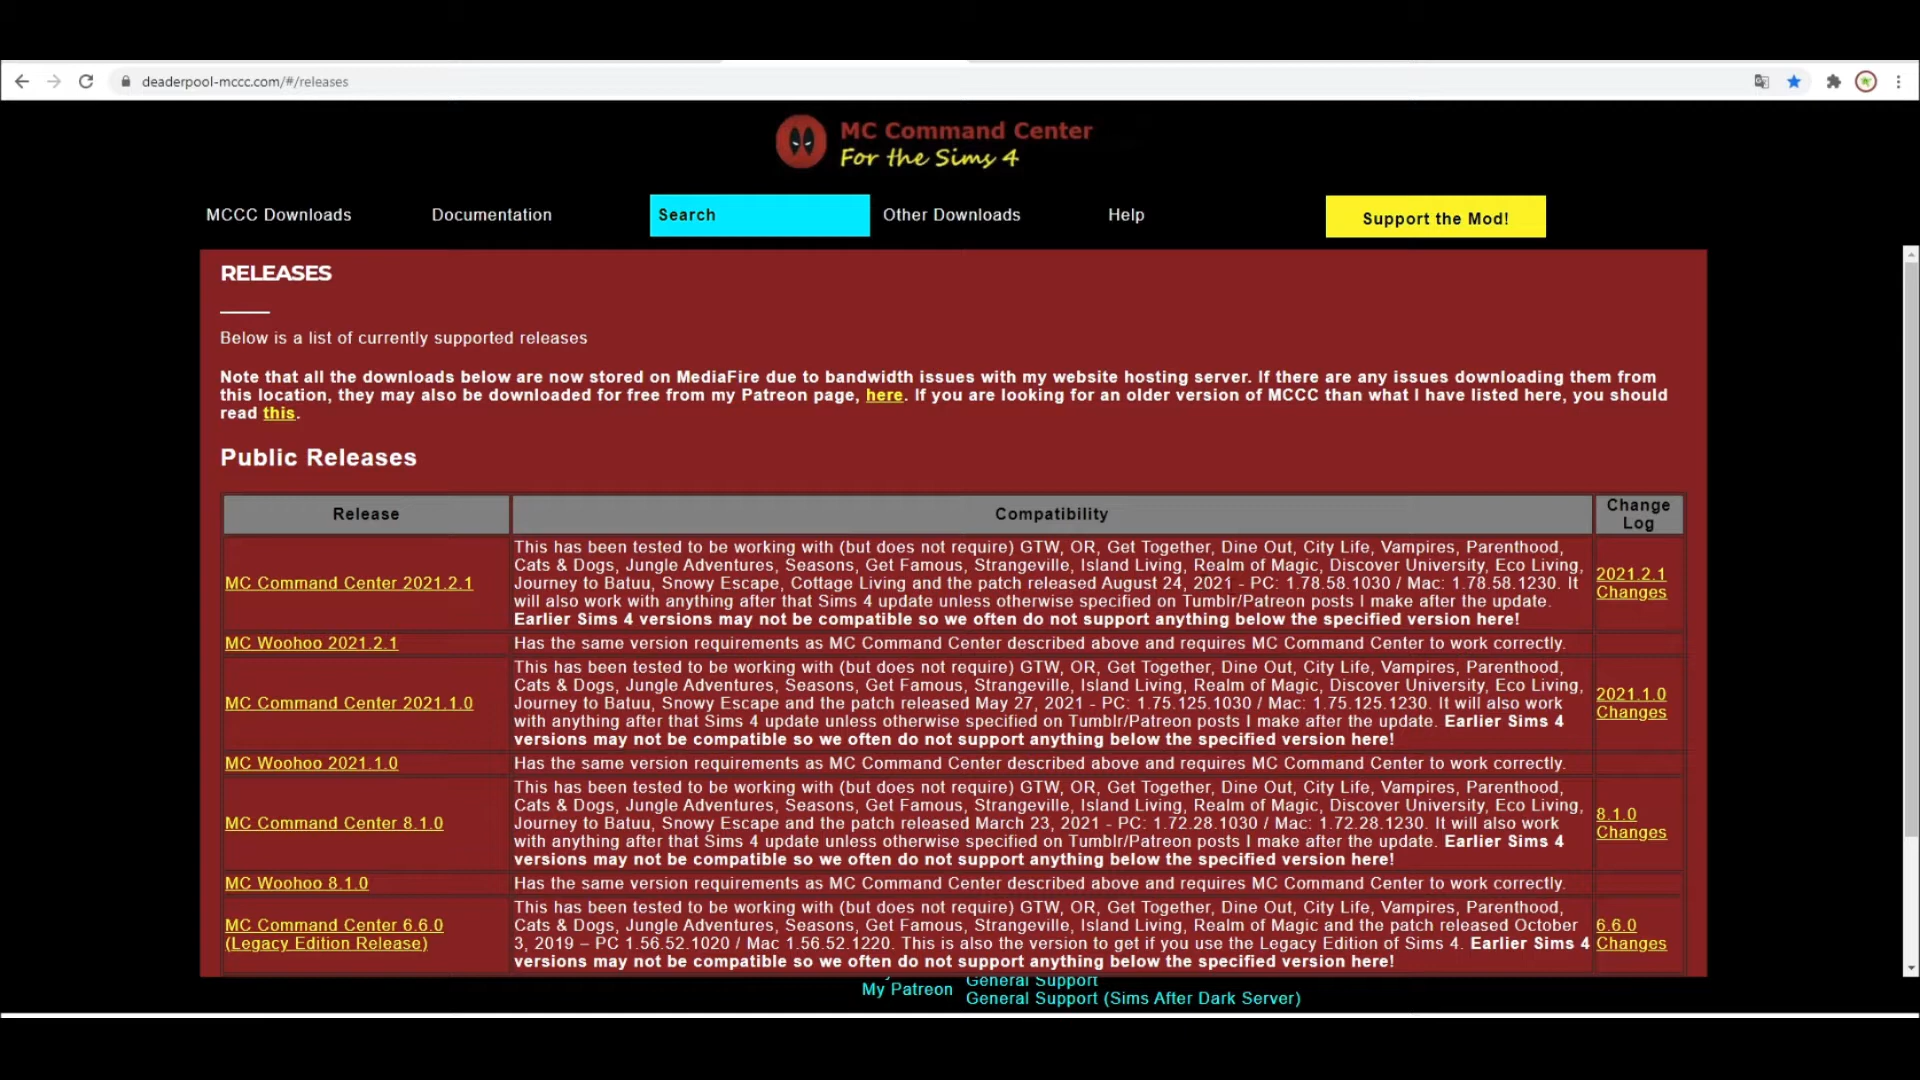 deaderpool-mccc.com/#/releases
MC Command Center
For the Sims 4
MCCC Downloads
Documentation
Search
Other Downloads
Help
Support the Mod!
RELEASES
Below is a list of currently supported releases
Note that all the downloads below are now stored on MediaFire due to bandwidth issues with my website hosting server. If there are any issues downloading them from
this location, they may also be downloaded for free from my Patreon page, here. If you are looking for an older version of MCCC than what I have listed here, you should
read this.
Public Releases
Release
Compatibility
Change
Log
MC Command Center 2021.2.1
This has been tested to be working with (but does not require) GTW, OR, Get Together, Dine Out, City Life, Vampires, Parenthood,
Cats & Dogs, Jungle Adventures, Seasons, Get Famous, Strangeville, Island Living, Realm of Magic, Discover University, Eco Living,
Journey to Batuu, Snowy Escape, Cottage Living and the patch released August 24, 2021 - PC: 1.78.58.1030 / Mac: 1.78.58.1230. It
will also work with anything after that Sims 4 update unless otherwise specified on Tumblr/Patreon posts I make after the update.
Earlier Sims 4 versions may not be compatible so we often do not support anything below the specified version here!
2021.2.1
Changes
MC Woohoo 2021.2.1
Has the same version requirements as MC Command Center described above and requires MC Command Center to work correctly.
MC Command Center 2021.1.0
This has been tested to be working with (but does not require) GTW, OR, Get Together, Dine Out, City Life, Vampires, Parenthood,
Cats & Dogs, Jungle Adventures, Seasons, Get Famous, Strangeville, Island Living, Realm of Magic, Discover University, Eco Living,
Journey to Batuu, Snowy Escape and the patch released May 27, 2021 - PC: 1.75.125.1030 / Mac: 1.75.125.1230. It will also work
with anything after that Sims 4 update unless otherwise specified on Tumblr/Patreon posts I make after the update. Earlier Sims 4
versions may not be compatible so we often do not support anything below the specified version here!
2021.1.0
Changes
MC Woohoo 2021.1.0
Has the same version requirements as MC Command Center described above and requires MC Command Center to work correctly.
MC Command Center 8.1.0
This has been tested to be working with (but does not require) GTW, OR, Get Together, Dine Out, City Life, Vampires, Parenthood,
Cats & Dogs, Jungle Adventures, Seasons, Get Famous, Strangeville, Island Living, Realm of Magic, Discover University, Eco Living,
Journey to Batuu, Snowy Escape and the patch released March 23, 2021 - PC: 1.72.28.1030 / Mac: 1.72.28.1230. It will also work
with anything after that Sims 4 update unless otherwise specified on Tumblr/Patreon posts I make after the update. Earlier Sims 4
versions may not be compatible so we often do not support anything below the specified version here!
8.1.0
Changes
MC Woohoo 8.1.0
Has the same version requirements as MC Command Center described above and requires MC Command Center to work correctly.
MC Command Center 6.6.0
(Legacy Edition Release)
This has been tested to be working with (but does not require) GTW, OR, Get Together, Dine Out, City Life, Vampires, Parenthood,
Cats & Dogs, Jungle Adventures, Seasons, Get Famous, Strangeville, Island Living, Realm of Magic and the patch released October
3, 2019 – PC 1.56.52.1020 / Mac 1.56.52.1220. This is also the version to get if you use the Legacy Edition of Sims 4. Earlier Sims 4
versions may not be compatible so we often do not support anything below the specified version here!
6.6.0
Changes
My Patreon
General Support
General Support (Sims After Dark Server)